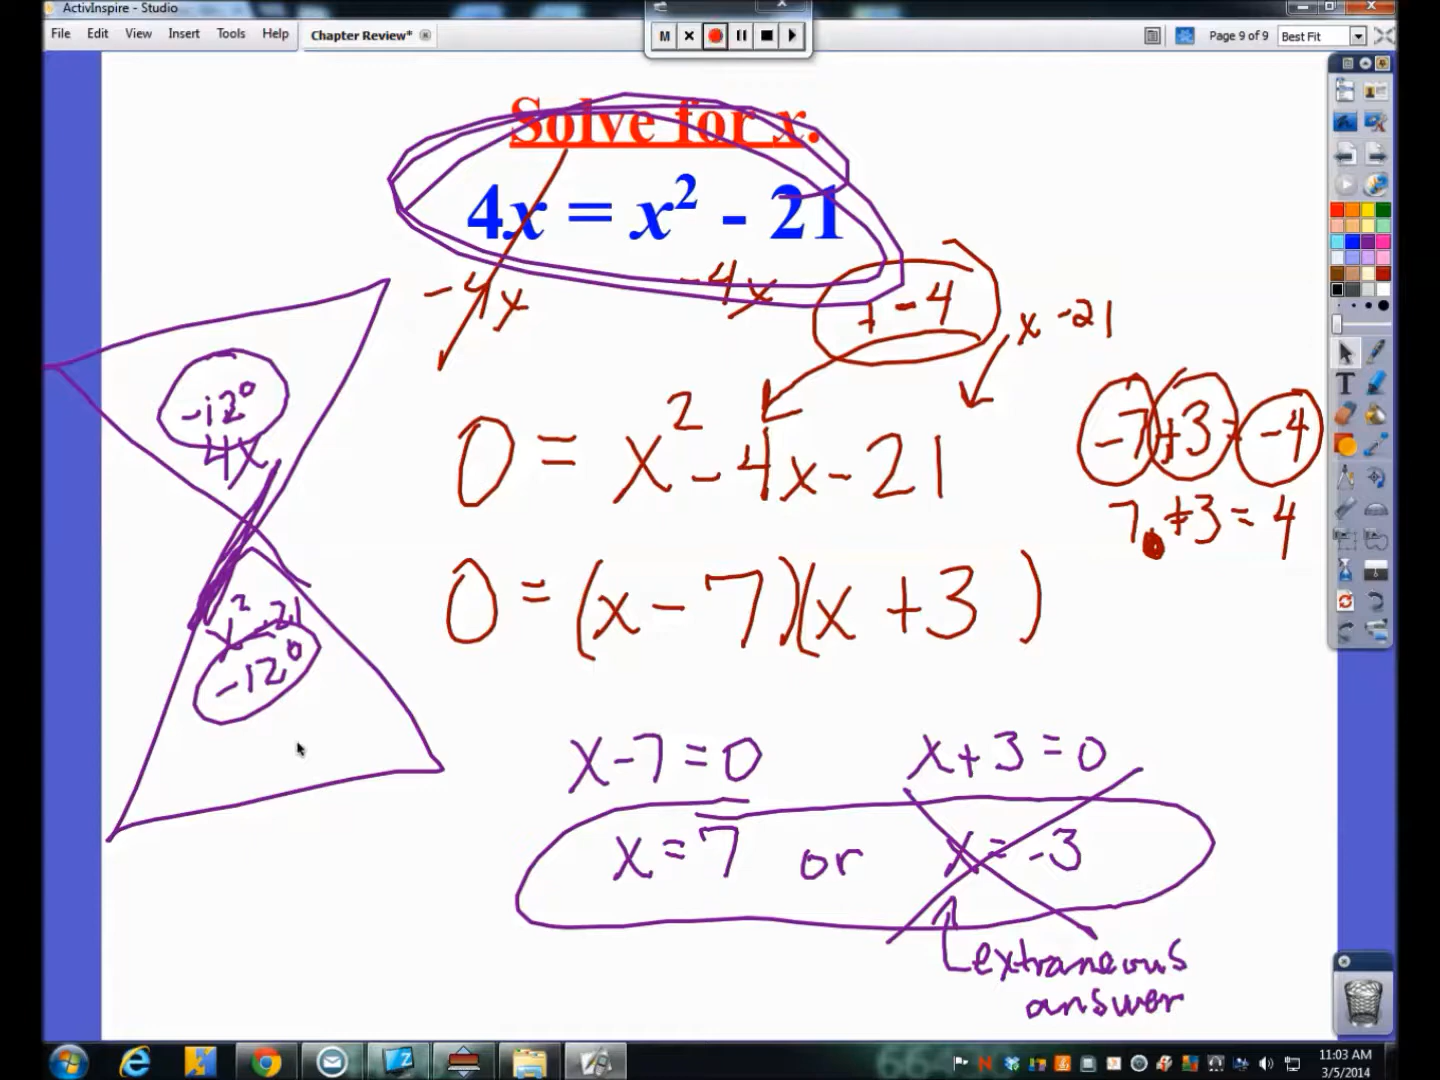 ActivInspire - Studio
File Edit View Insert Tools Help
Chapter Review*
M
Page 9 of 9
Best Fit
Solve for x.
4x = x² - 21
-4x
-4x
+ -4
x -21
-12°
4x
0 = x² - 4x - 21
-7 + 3 = -4
7 + 3 = 4
0 = (x - 7)(x + 3)
x² - 21
-12°
x - 7 = 0
x + 3 = 0
x = 7 or x = -3
extraneous
answer
11:03 AM
3/5/2014